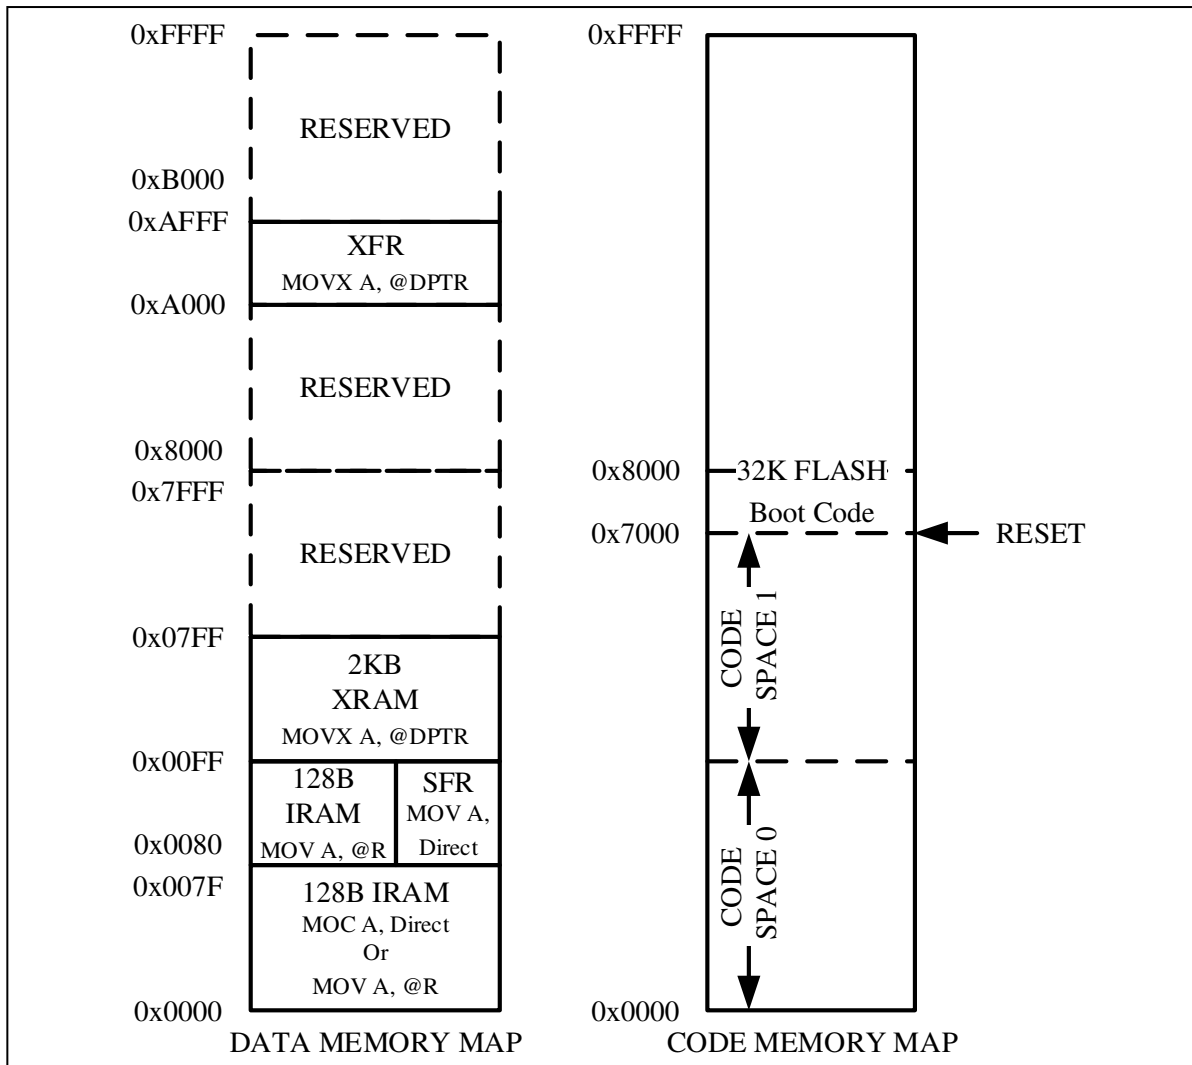 0xFFFF
RESERVED
0xB000
0xAFFF
XFR
MOVX A, @DPTR
0xA000
RESERVED
0x8000
0x7FFF
RESERVED
0x07FF
2KB
XRAM
MOVX A, @DPTR
0x00FF
128B
IRAM
MOV A, @R
SFR
MOV A,
Direct
0x0080
0x007F
128B IRAM
MOC A, Direct
Or
MOV A, @R
0x0000
DATA MEMORY MAP
0xFFFF
0x8000
32K FLASH
Boot Code
0x7000
RESET
CODE
SPACE 1
CODE
SPACE 0
0x0000
CODE MEMORY MAP